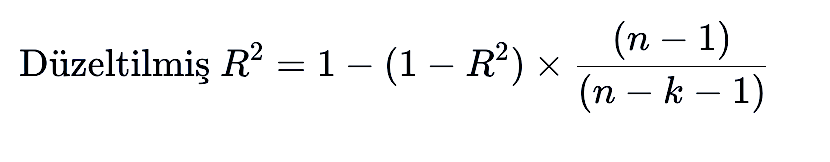 Düzeltilmiş R² = 1 − (1 − R²) × (n − 1) / (n − k − 1)